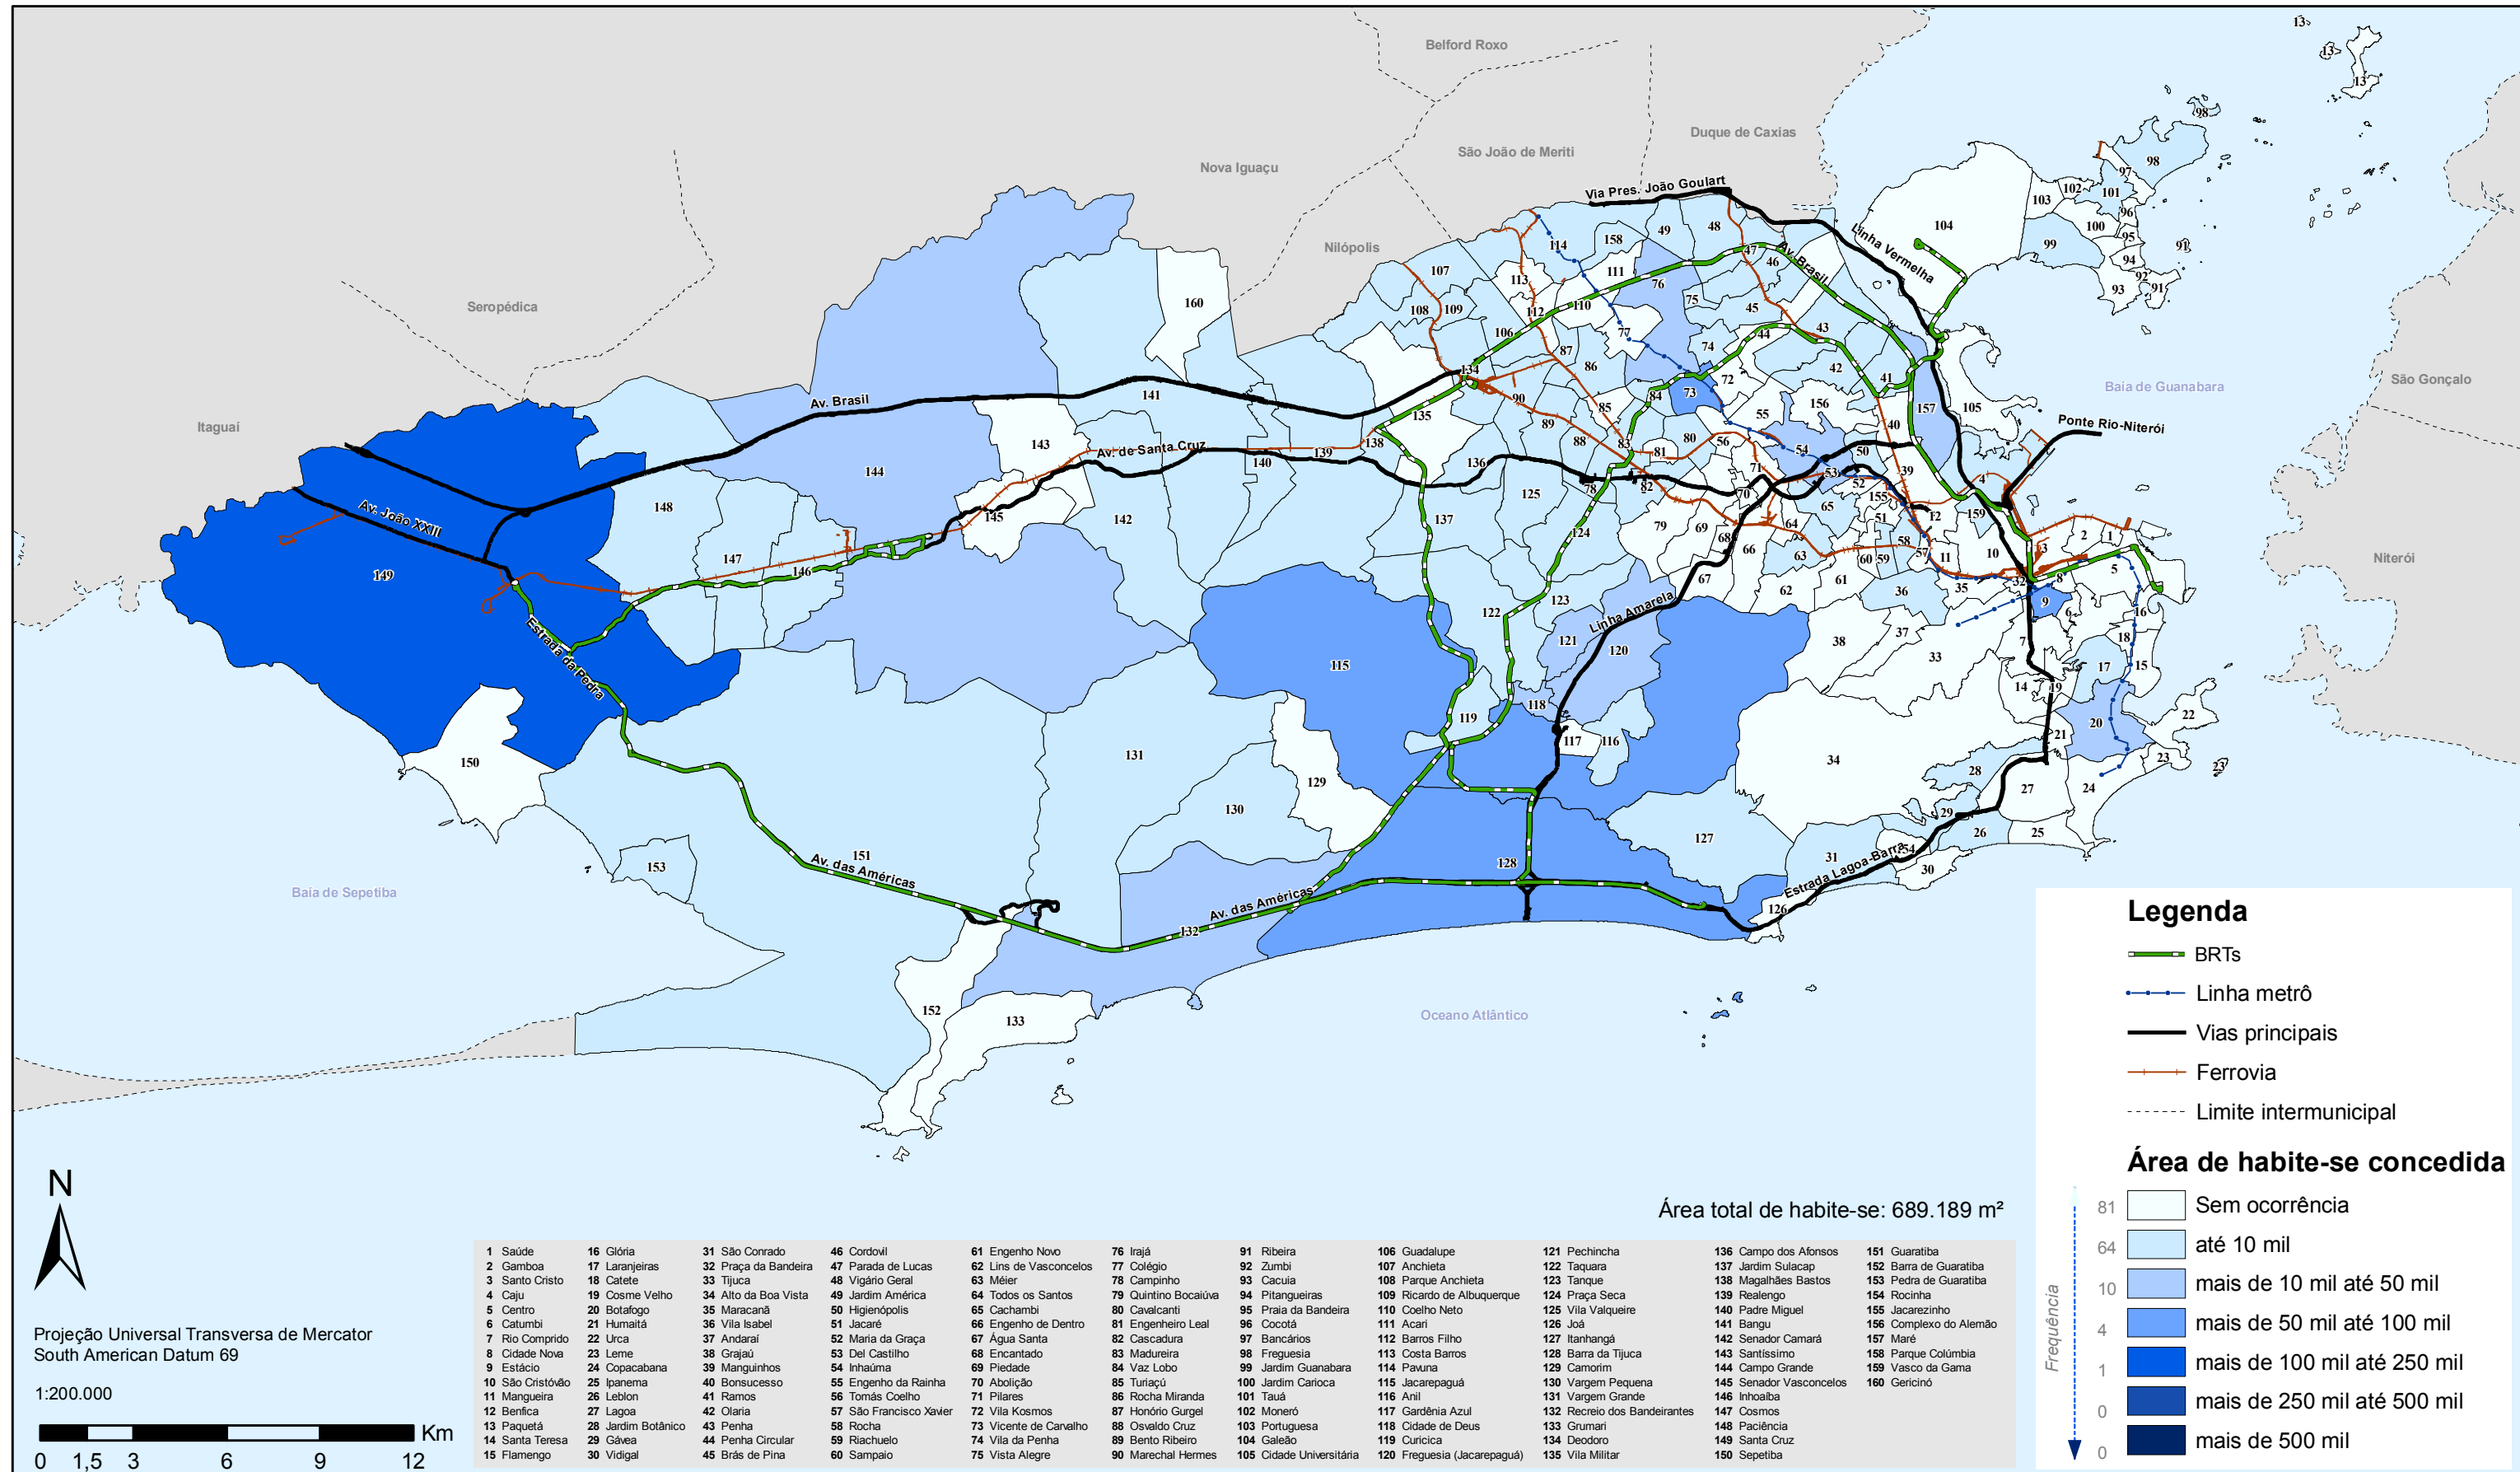 Belford Roxo
Duque de Caxias
São João de Meriti
Nova Iguaçu
Nilópolis
Seropédica
Itaguaí
São Gonçalo
Niterói
Baía de Guanabara
Baía de Sepetiba
Oceano Atlântico
Via Pres. João Goulart
Linha Vermelha
Av. Brasil
Av. Brasil
Ponte Rio-Niterói
Av. de Santa Cruz
Av. João XXIII
Estrada da Pedra
Linha Amarela
Av. das Américas
Av. das Américas
Estrada Lagoa-Barra
Legenda
BRTs
Linha metrô
Vias principais
Ferrovia
Limite intermunicipal
Área de habite-se concedida
Frequência
81 Sem ocorrência
64 até 10 mil
10 mais de 10 mil até 50 mil
4 mais de 50 mil até 100 mil
1 mais de 100 mil até 250 mil
0 mais de 250 mil até 500 mil
0 mais de 500 mil
Área total de habite-se: 689.189 m²
N
Projeção Universal Transversa de Mercator
South American Datum 69
1:200.000
Km
0 1,5 3 6 9 12
1 Saúde
2 Gamboa
3 Santo Cristo
4 Caju
5 Centro
6 Catumbi
7 Rio Comprido
8 Cidade Nova
9 Estácio
10 São Cristóvão
11 Mangueira
12 Benfica
13 Paquetá
14 Santa Teresa
15 Flamengo
16 Glória
17 Laranjeiras
18 Catete
19 Cosme Velho
20 Botafogo
21 Humaitá
22 Urca
23 Leme
24 Copacabana
25 Ipanema
26 Leblon
27 Lagoa
28 Jardim Botânico
29 Gávea
30 Vidigal
31 São Conrado
32 Praça da Bandeira
33 Tijuca
34 Alto da Boa Vista
35 Maracanã
36 Vila Isabel
37 Andaraí
38 Grajaú
39 Manguinhos
40 Bonsucesso
41 Ramos
42 Olaria
43 Penha
44 Penha Circular
45 Brás de Pina
46 Cordovil
47 Parada de Lucas
48 Vigário Geral
49 Jardim América
50 Higienópolis
51 Jacaré
52 Maria da Graça
53 Del Castilho
54 Inhaúma
55 Engenho da Rainha
56 Tomás Coelho
57 São Francisco Xavier
58 Rocha
59 Riachuelo
60 Sampaio
61 Engenho Novo
62 Lins de Vasconcelos
63 Méier
64 Todos os Santos
65 Cachambi
66 Engenho de Dentro
67 Água Santa
68 Encantado
69 Piedade
70 Abolição
71 Pilares
72 Vila Kosmos
73 Vicente de Carvalho
74 Vila da Penha
75 Vista Alegre
76 Irajá
77 Colégio
78 Campinho
79 Quintino Bocaiúva
80 Cavalcanti
81 Engenheiro Leal
82 Cascadura
83 Madureira
84 Vaz Lobo
85 Turiaçú
86 Rocha Miranda
87 Honório Gurgel
88 Osvaldo Cruz
89 Bento Ribeiro
90 Marechal Hermes
91 Ribeira
92 Zumbi
93 Cacuia
94 Pitangueiras
95 Praia da Bandeira
96 Cocotá
97 Bancários
98 Freguesia
99 Jardim Guanabara
100 Jardim Carioca
101 Tauá
102 Moneró
103 Portuguesa
104 Galeão
105 Cidade Universitária
106 Guadalupe
107 Anchieta
108 Parque Anchieta
109 Ricardo de Albuquerque
110 Coelho Neto
111 Acari
112 Barros Filho
113 Costa Barros
114 Pavuna
115 Jacarepaguá
116 Anil
117 Gardênia Azul
118 Cidade de Deus
119 Curicica
120 Freguesia (Jacarepaguá)
121 Pechincha
122 Taquara
123 Tanque
124 Praça Seca
125 Vila Valqueire
126 Joá
127 Itanhangá
128 Barra da Tijuca
129 Camorim
130 Vargem Pequena
131 Vargem Grande
132 Recreio dos Bandeirantes
133 Grumari
134 Deodoro
135 Vila Militar
136 Campo dos Afonsos
137 Jardim Sulacap
138 Magalhães Bastos
139 Realengo
140 Padre Miguel
141 Bangu
142 Senador Camará
143 Santíssimo
144 Campo Grande
145 Senador Vasconcelos
146 Inhoaíba
147 Cosmos
148 Paciência
149 Santa Cruz
150 Sepetiba
151 Guaratiba
152 Barra de Guaratiba
153 Pedra de Guaratiba
154 Rocinha
155 Jacarezinho
156 Complexo do Alemão
157 Maré
158 Parque Colúmbia
159 Vasco da Gama
160 Gericinó